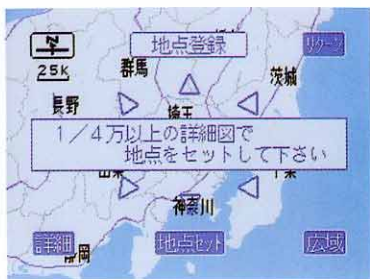 地点登録
リターン
25K
群馬
茨城
長野
埼玉
1/4万以上の詳細図で
地点をセットして下さい
神奈川
詳細
地点セット
広域